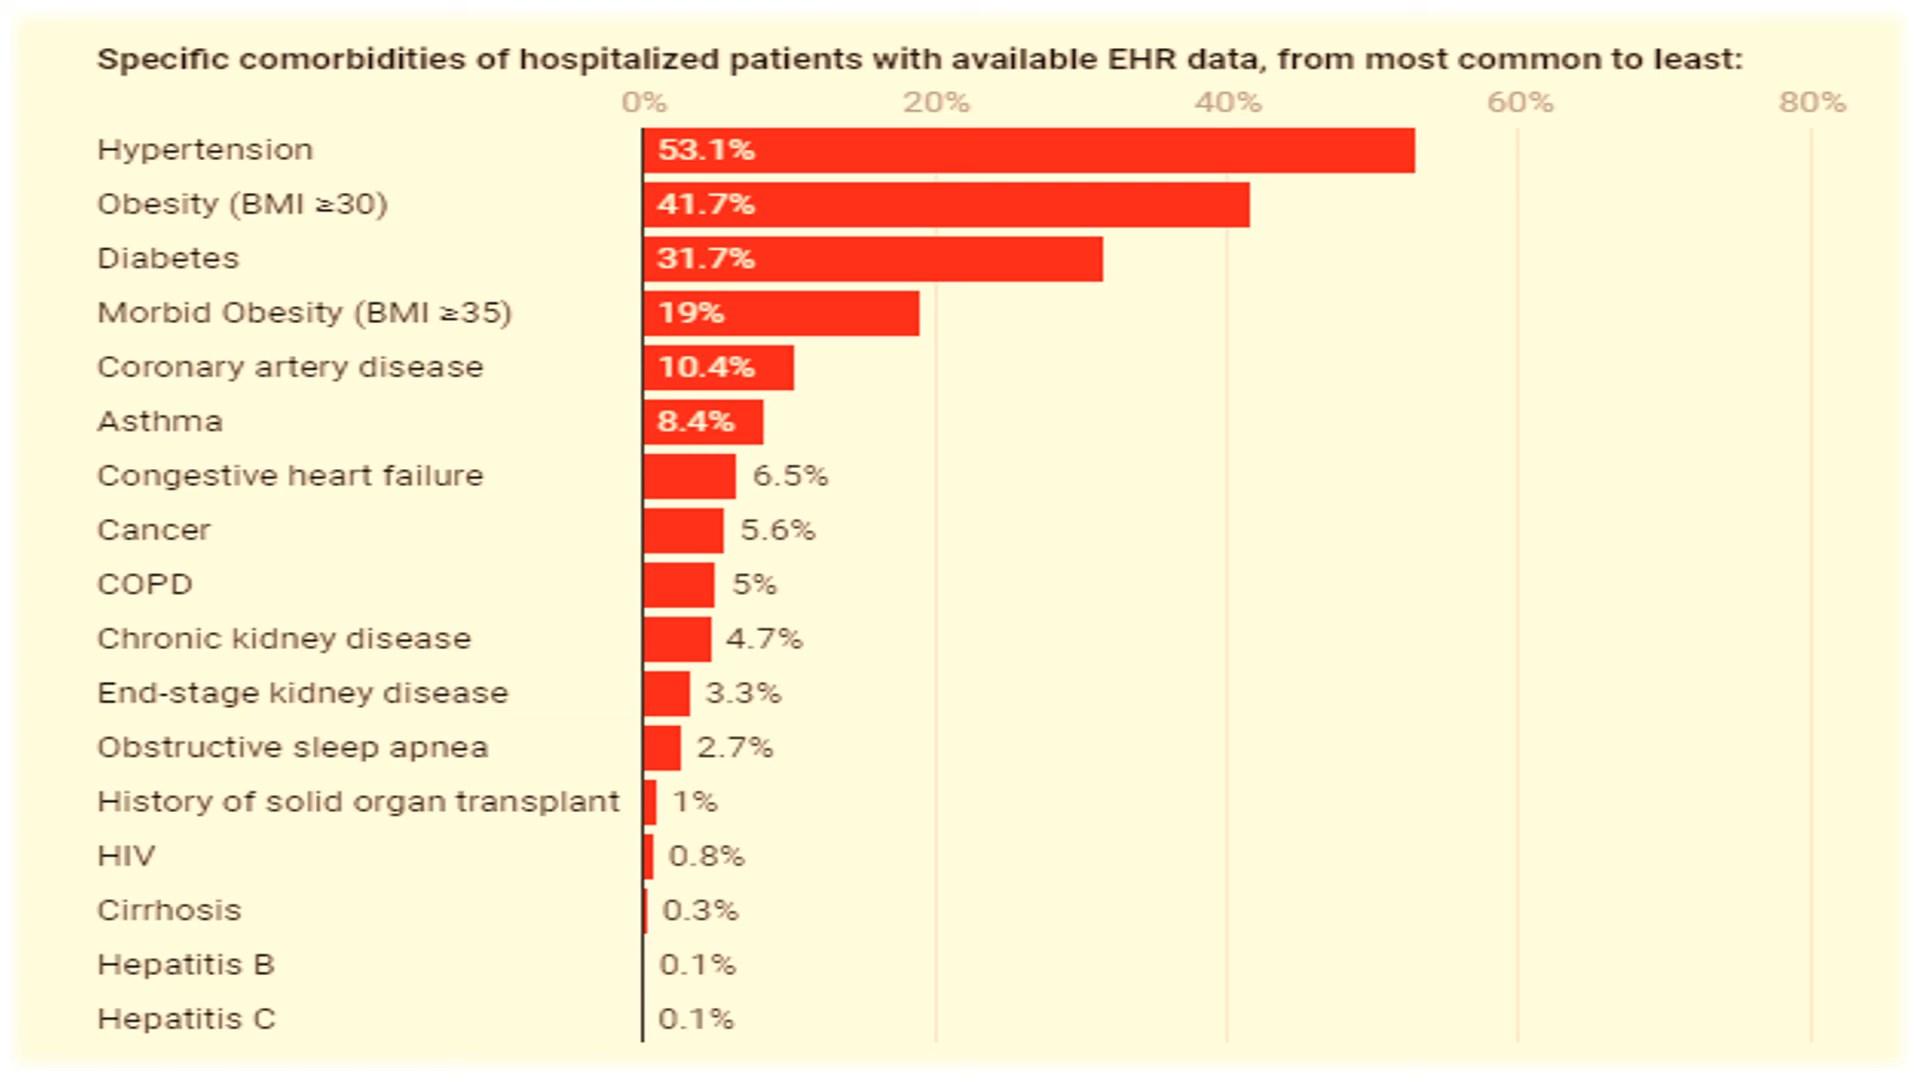 Specific comorbidities of hospitalized patients with available EHR data, from most common to least:
0% 20% 40% 60% 80%
Hypertension 53.1%
Obesity (BMI ≥30) 41.7%
Diabetes 31.7%
Morbid Obesity (BMI ≥35) 19%
Coronary artery disease 10.4%
Asthma 8.4%
Congestive heart failure 6.5%
Cancer 5.6%
COPD 5%
Chronic kidney disease 4.7%
End-stage kidney disease 3.3%
Obstructive sleep apnea 2.7%
History of solid organ transplant 1%
HIV 0.8%
Cirrhosis 0.3%
Hepatitis B 0.1%
Hepatitis C 0.1%